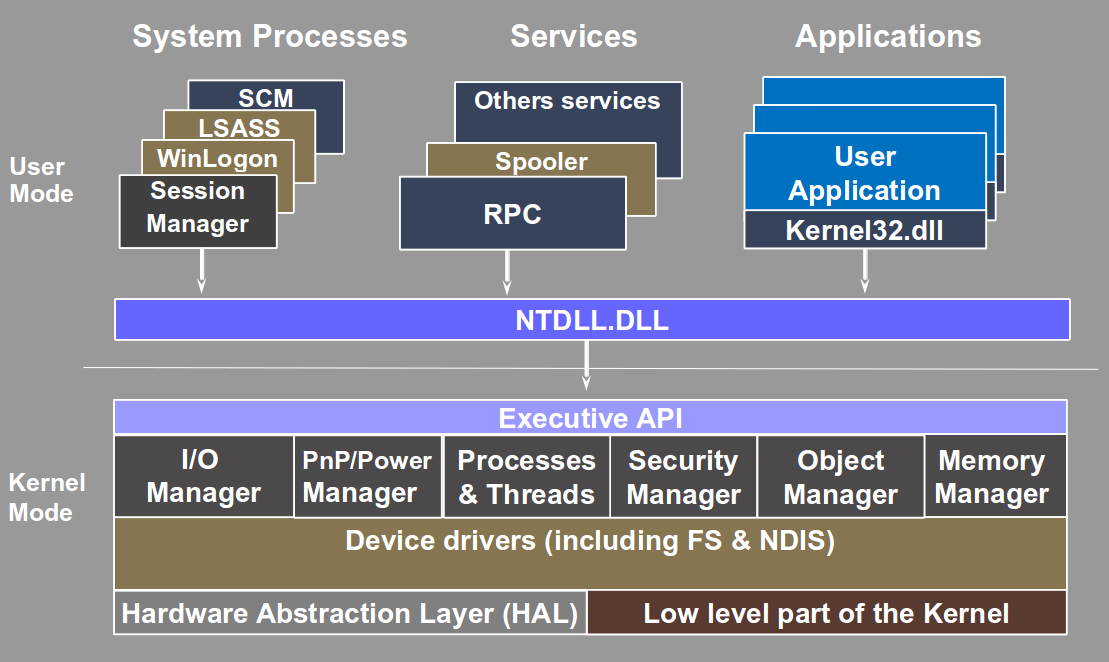 System Processes
Services
Applications
User
Mode
SCM
LSASS
WinLogon
Session
Manager
Others services
Spooler
RPC
User
Application
Kernel32.dll
NTDLL.DLL
Kernel
Mode
Executive API
I/O
Manager
PnP/Power
Manager
Processes
& Threads
Security
Manager
Object
Manager
Memory
Manager
Device drivers (including FS & NDIS)
Hardware Abstraction Layer (HAL)
Low level part of the Kernel